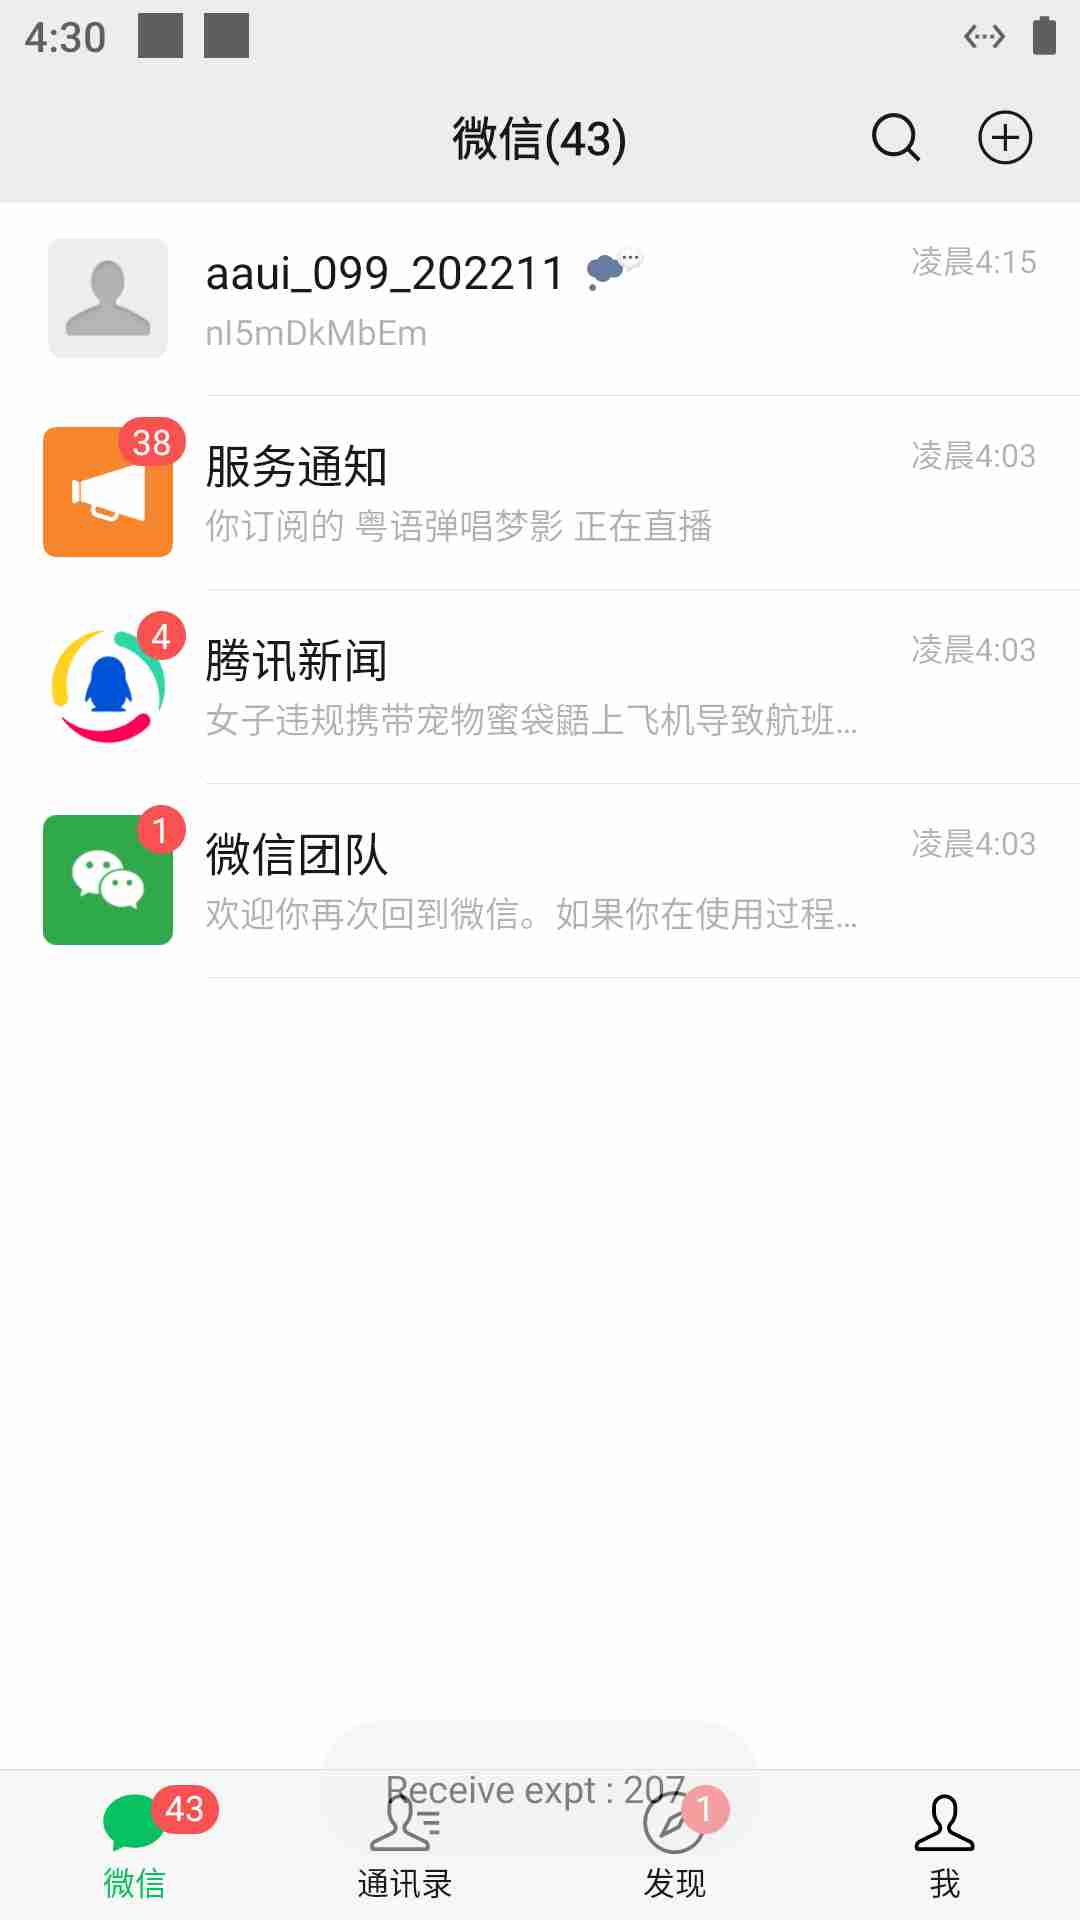 4:30
微信(43)
aaui_099_202211
凌晨4:15
nI5mDkMbEm
38
服务通知
凌晨4:03
你订阅的 粤语弹唱梦影 正在直播
4
腾讯新闻
凌晨4:03
女子违规携带宠物蜜袋鼯上飞机导致航班...
1
微信团队
凌晨4:03
欢迎你再次回到微信。如果你在使用过程...
Receive expt : 207
43
1
微信
通讯录
发现
我